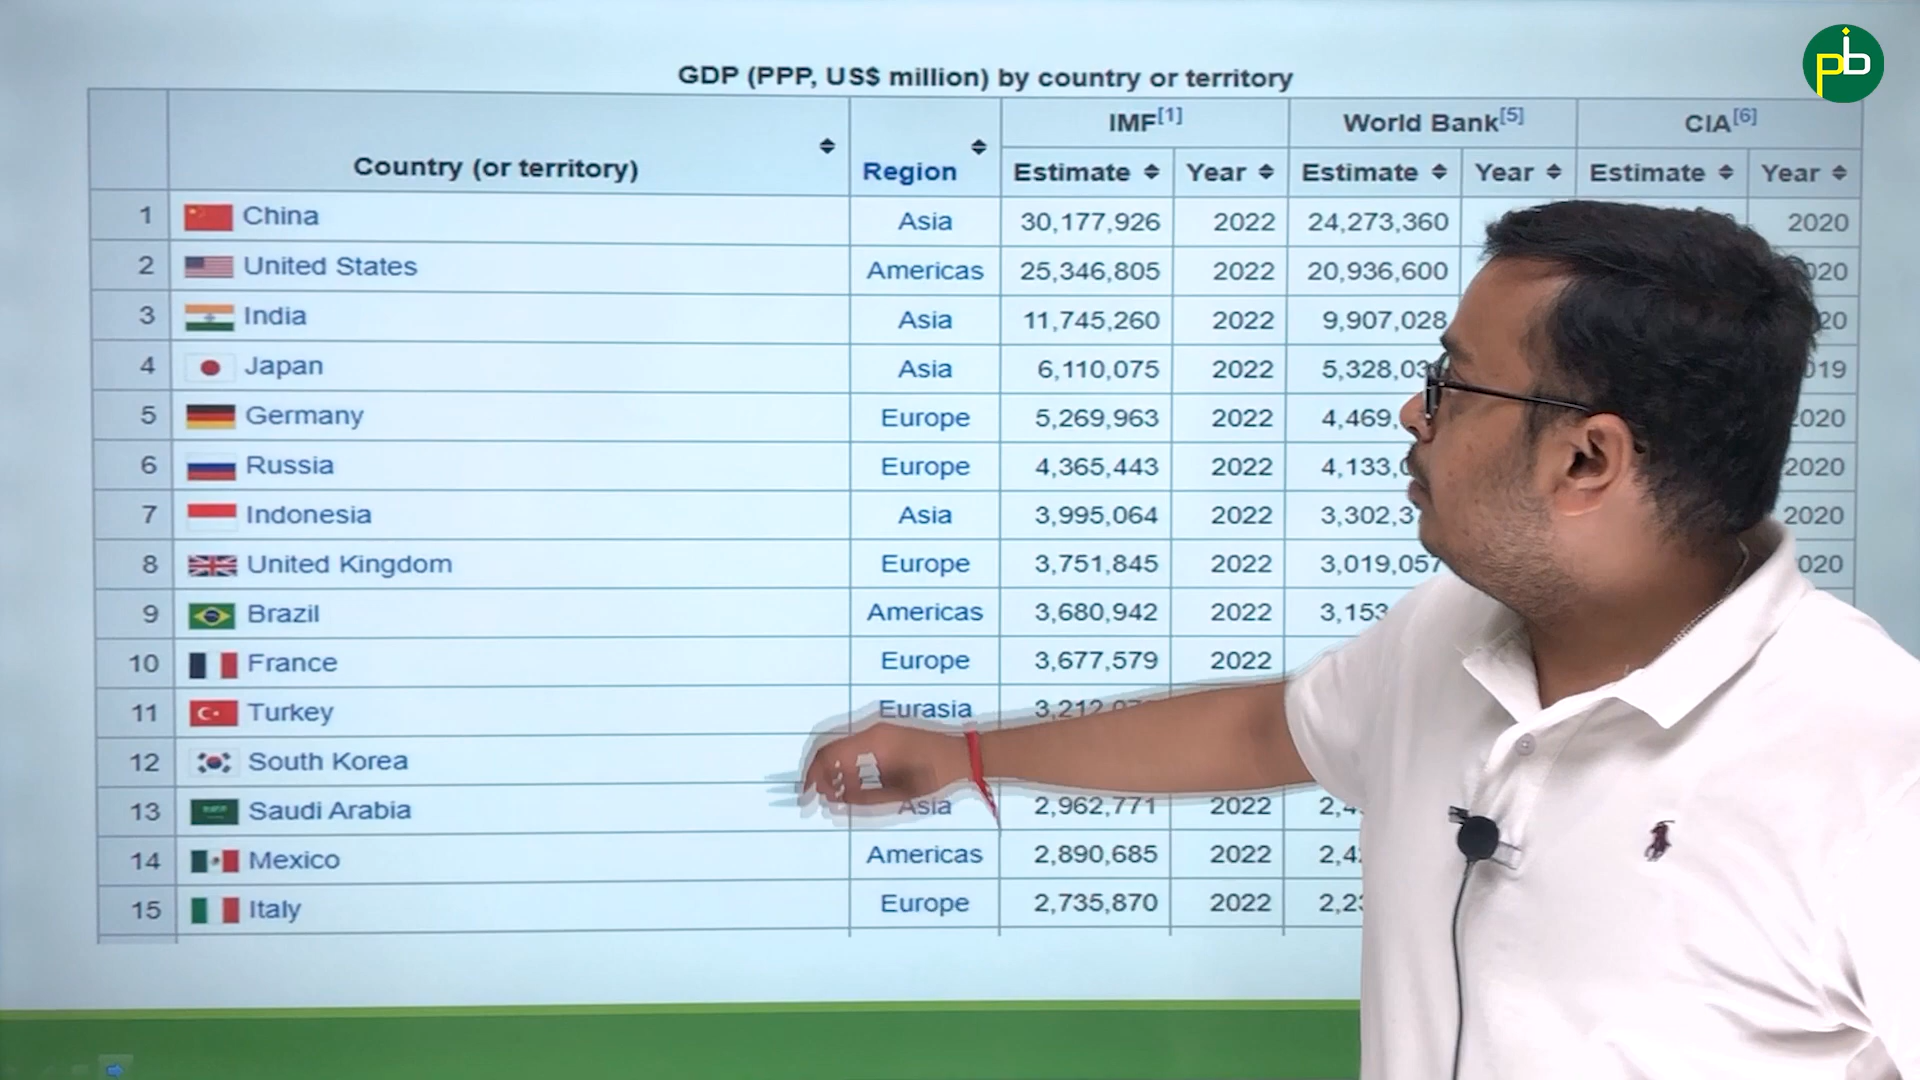 pib
GDP (PPP, US$ million) by country or territory
Country (or territory) Region IMF[1] World Bank[5] CIA[6]
Estimate Year Estimate Year Estimate Year
1 China Asia 30,177,926 2022 24,273,360 2020
2 United States Americas 25,346,805 2022 20,936,600
3 India Asia 11,745,260 2022 9,907,028
4 Japan Asia 6,110,075 2022
5 Germany Europe 5,269,963 2022
6 Russia Europe 4,365,443 2022 2020
7 Indonesia Asia 3,995,064 2022 2020
8 United Kingdom Europe 3,751,845 2022 3,019,057
9 Brazil Americas 3,680,942 2022
10 France Europe 3,677,579 2022
11 Turkey Eurasia
12 South Korea
13 Saudi Arabia Asia 2,962,771 2022
14 Mexico Americas 2,890,685 2022
15 Italy Europe 2,735,870 2022